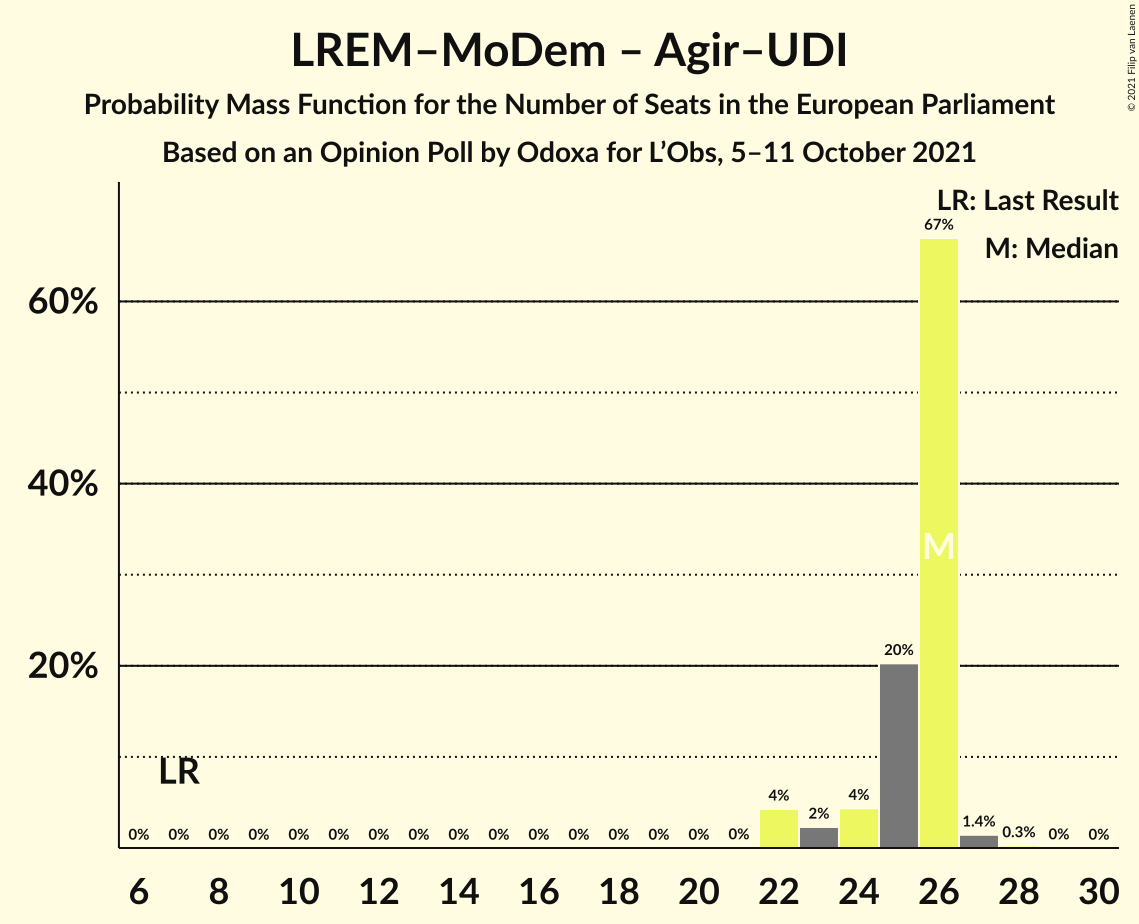 LREM–MoDem – Agir–UDI
Probability Mass Function for the Number of Seats in the European Parliament
Based on an Opinion Poll by Odoxa for L’Obs, 5–11 October 2021
© 2021 Filip van Laenen
LR: Last Result
67%
M: Median
60%
40%
M
20%
20%
LR
0% 0% 0% 0% 0% 0% 0% 0% 0% 0% 0% 0% 0% 0% 0% 0% 4% 2% 4% 1.4% 0.3% 0% 0%
6 8 10 12 14 16 18 20 22 24 26 28 30